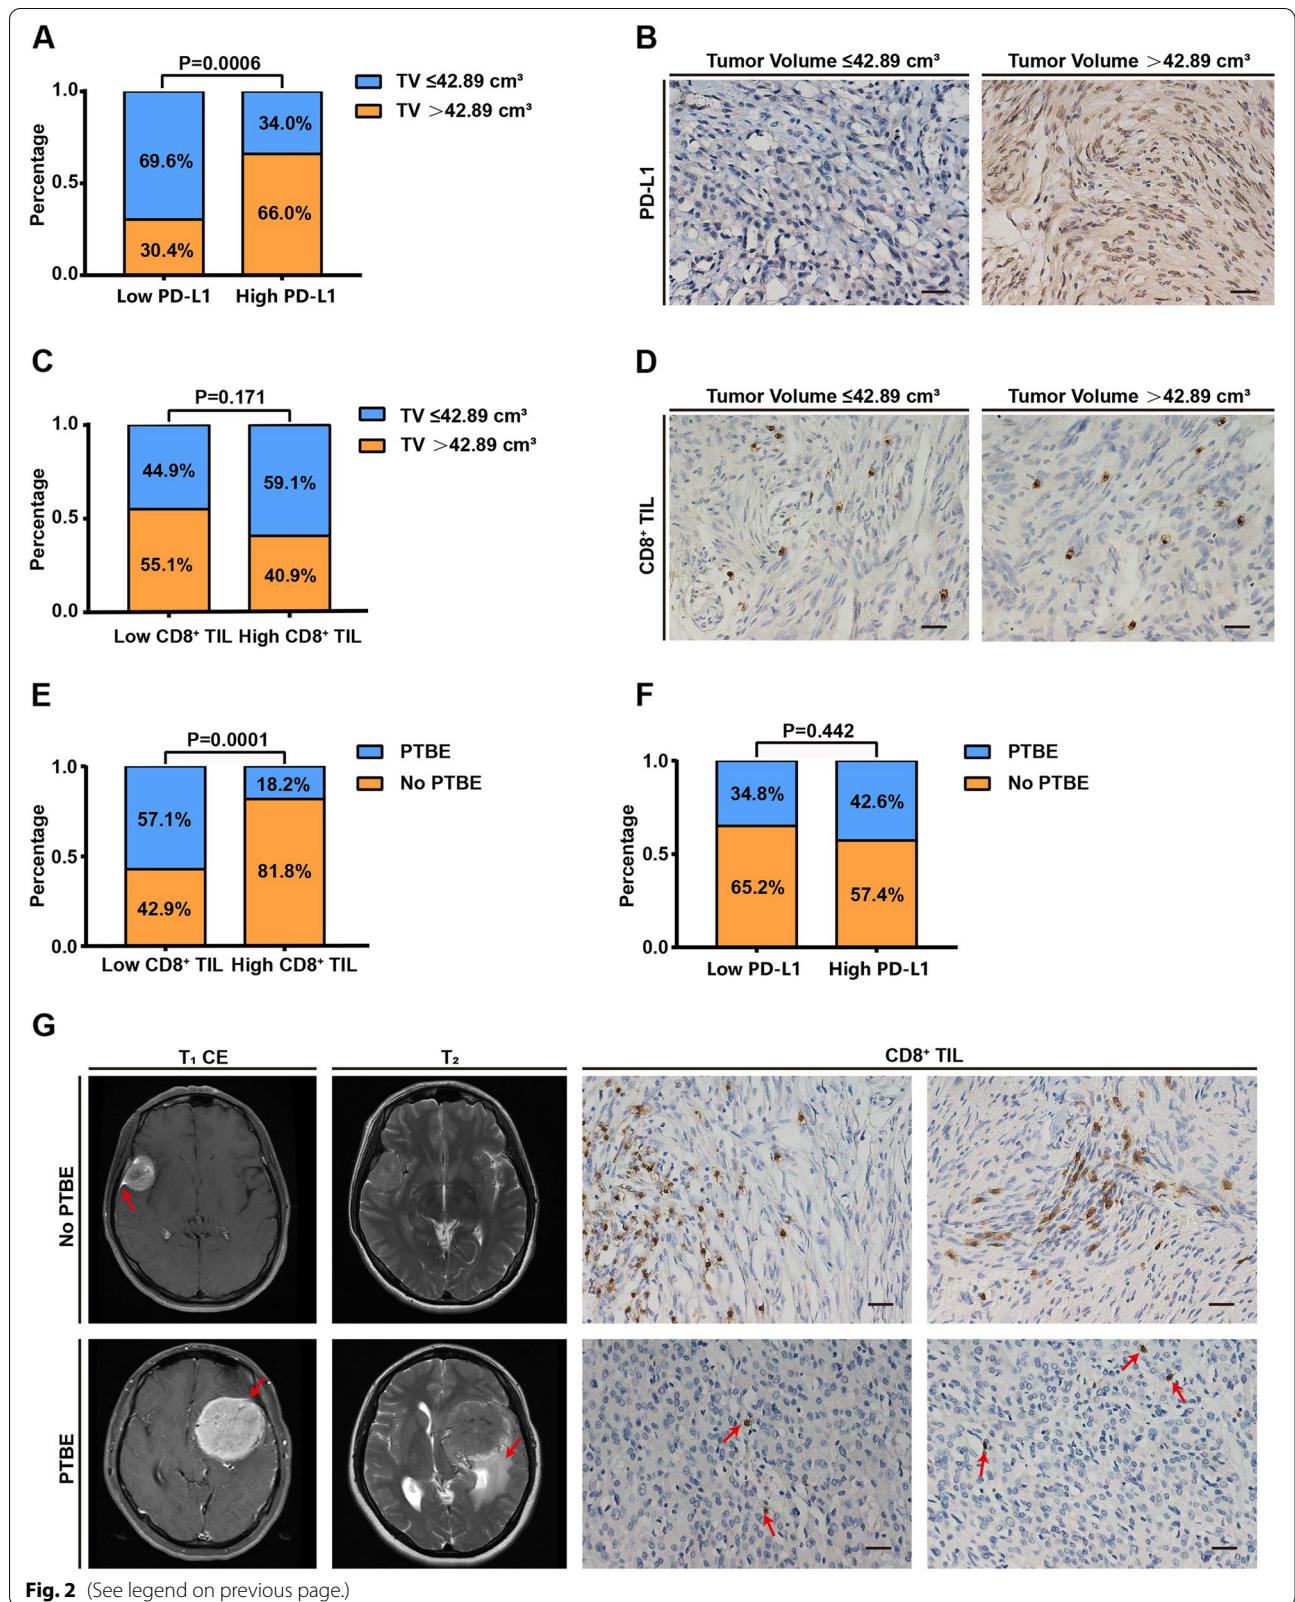 A
P=0.0006
TV ≤42.89 cm³
TV >42.89 cm³
Percentage
1.0
0.5
0.0
69.6%
30.4%
34.0%
66.0%
Low PD-L1
High PD-L1
B
Tumor Volume ≤42.89 cm³
Tumor Volume >42.89 cm³
PD-L1
C
P=0.171
TV ≤42.89 cm³
TV >42.89 cm³
Percentage
1.0
0.5
0.0
44.9%
55.1%
59.1%
40.9%
Low CD8⁺ TIL
High CD8⁺ TIL
D
Tumor Volume ≤42.89 cm³
Tumor Volume >42.89 cm³
CD8⁺ TIL
E
P=0.0001
PTBE
No PTBE
Percentage
1.0
0.5
0.0
57.1%
42.9%
18.2%
81.8%
Low CD8⁺ TIL
High CD8⁺ TIL
F
P=0.442
PTBE
No PTBE
Percentage
1.0
0.5
0.0
34.8%
65.2%
42.6%
57.4%
Low PD-L1
High PD-L1
G
T₁ CE
T₂
CD8⁺ TIL
No PTBE
PTBE
Fig. 2 (See legend on previous page.)